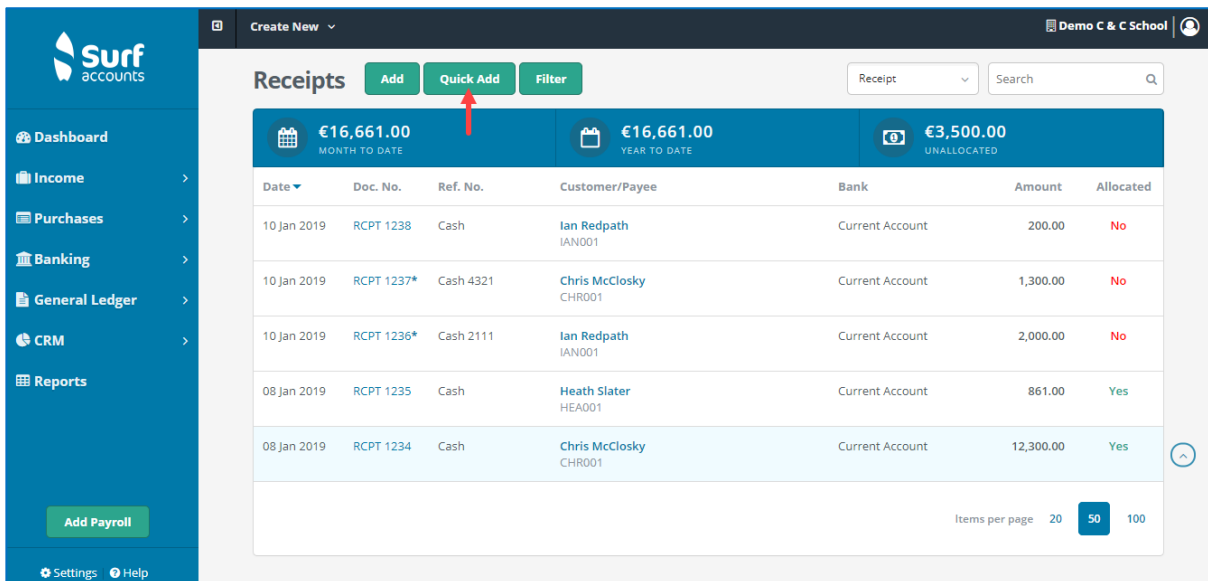 Surf
accounts
Create New
Demo C & C School
Receipts Add Quick Add Filter Receipt Search
€16,661.00 €16,661.00 €3,500.00
MONTH TO DATE YEAR TO DATE UNALLOCATED
Dashboard
Income
Purchases
Banking
General Ledger
CRM
Reports
Add Payroll
Settings Help
Date Doc. No. Ref. No. Customer/Payee Bank Amount Allocated
10 Jan 2019 RCPT 1238 Cash Ian Redpath Current Account 200.00 No
IAN001
10 Jan 2019 RCPT 1237* Cash 4321 Chris McClosky Current Account 1,300.00 No
CHR001
10 Jan 2019 RCPT 1236* Cash 2111 Ian Redpath Current Account 2,000.00 No
IAN001
08 Jan 2019 RCPT 1235 Cash Heath Slater Current Account 861.00 Yes
HEA001
08 Jan 2019 RCPT 1234 Cash Chris McClosky Current Account 12,300.00 Yes
CHR001
Items per page 20 50 100